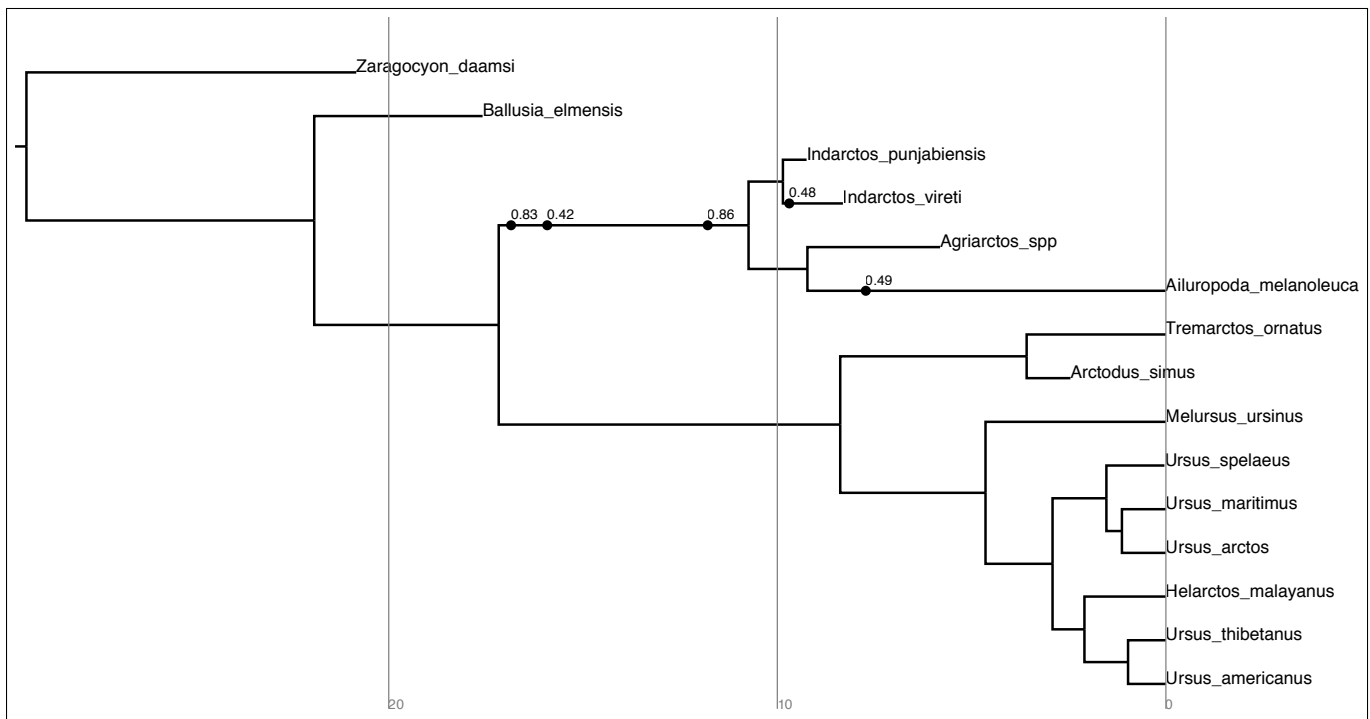 Zaragocyon_daamsi
Ballusia_elmensis
Indarctos_punjabiensis
0.48
Indarctos_vireti
0.83 0.42 0.86
Agriarctos_spp
0.49
Ailuropoda_melanoleuca
Tremarctos_ornatus
Arctodus_simus
Melursus_ursinus
Ursus_spelaeus
Ursus_maritimus
Ursus_arctos
Helarctos_malayanus
Ursus_thibetanus
Ursus_americanus
20 10 0